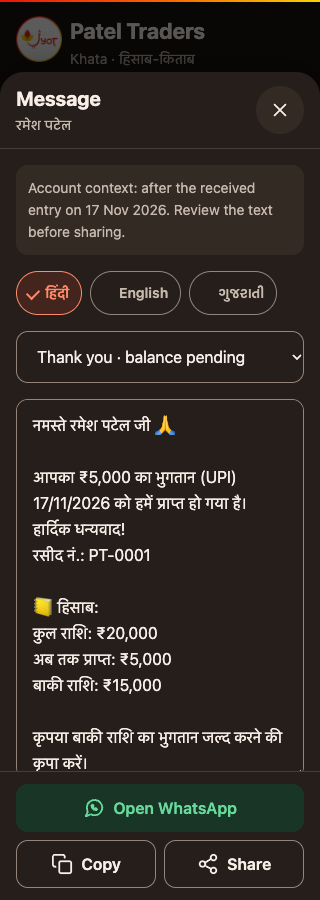 Jyot
Patel Traders
Khata · हिसाब-किताब
Message
रमेश पटेल
Account context: after the received
entry on 17 Nov 2026. Review the text
before sharing.
हिंदी English ગુજરાતી
Thank you · balance pending
नमस्ते रमेश पटेल जी 🙏
आपका ₹5,000 का भुगतान (UPI)
17/11/2026 को हमें प्राप्त हो गया है।
हार्दिक धन्यवाद!
रसीद नं.: PT-0001
📒 हिसाब:
कुल राशि: ₹20,000
अब तक प्राप्त: ₹5,000
बाकी राशि: ₹15,000
कृपया बाकी राशि का भुगतान जल्द करने की
कृपा करें।
Open WhatsApp
Copy Share